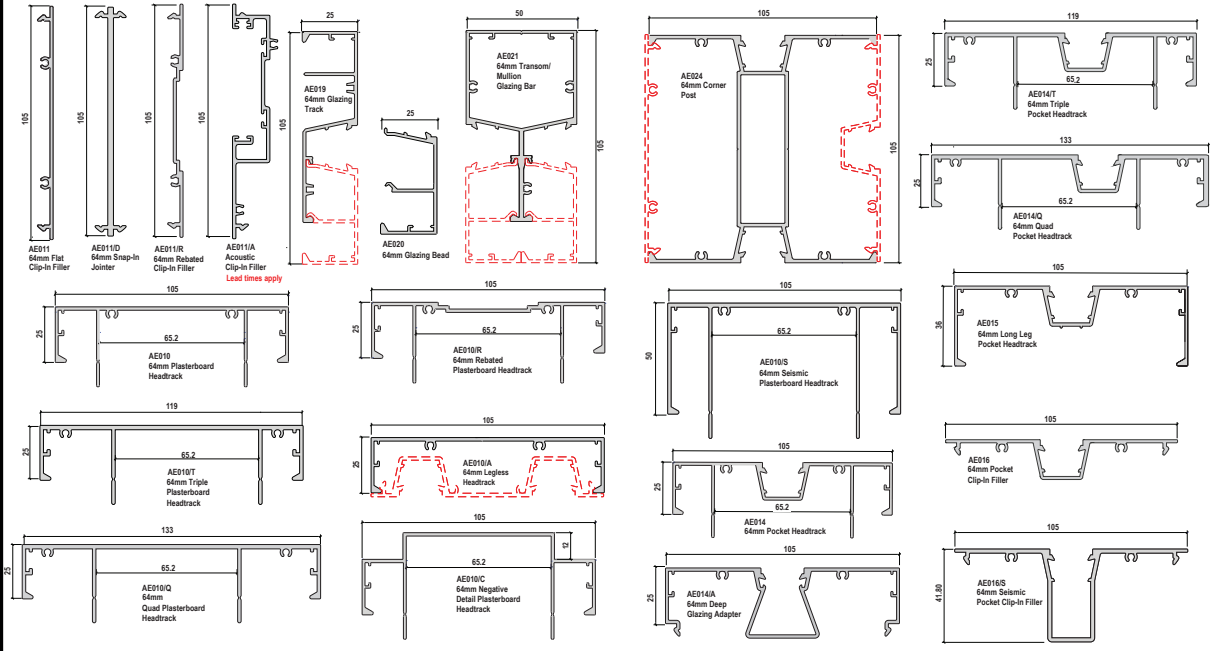 105
AE011
64mm Flat
Clip-In Filler
105
AE011/D
64mm Snap-In
Jointer
105
AE011/R
64mm Rebated
Clip-In Filler
105
AE011/A
Acoustic
Clip-In Filler
Lead times apply
25
105
AE019
64mm Glazing
Track
25
AE020
64mm Glazing Bead
50
105
AE021
64mm Transom/
Mullion
Glazing Bar
105
105
AE024
64mm Corner
Post
119
25
65.2
AE014/T
64mm Triple
Pocket Headtrack
133
25
65.2
AE014/Q
64mm Quad
Pocket Headtrack
105
25
65.2
AE010
64mm Plasterboard
Headtrack
105
25
65.2
AE010/R
64mm Rebated
Plasterboard Headtrack
105
50
65.2
AE010/S
64mm Seismic
Plasterboard Headtrack
105
36
AE015
64mm Long Leg
Pocket Headtrack
119
25
65.2
AE010/T
64mm Triple
Plasterboard
Headtrack
105
25
AE010/A
64mm Legless
Headtrack
105
25
65.2
AE014
64mm Pocket Headtrack
105
AE016
64mm Pocket
Clip-In Filler
133
25
65.2
AE010/Q
64mm
Quad Plasterboard
Headtrack
105
12
65.2
AE010/C
64mm Negative
Detail Plasterboard
Headtrack
105
25
AE014/A
64mm Deep
Glazing Adapter
105
41.80
AE016/S
64mm Seismic
Pocket Clip-In Filler